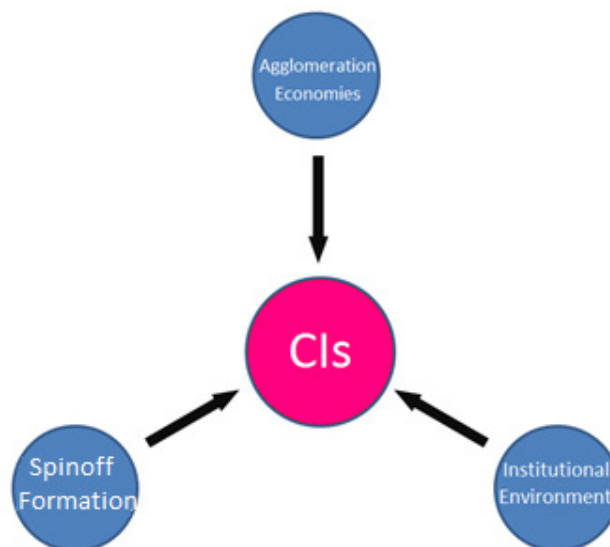 Agglomeration
Economies
CIs
Spinoff
Formation
Institutional
Environment